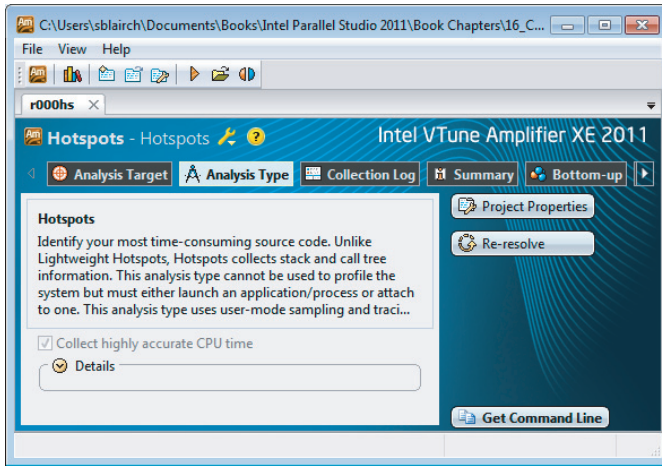 C:\Users\sblairch\Documents\Books\Intel Parallel Studio 2011\Book Chapters\16_C...
File View Help
Am
r000hs
Hotspots - Hotspots
Intel VTune Amplifier XE 2011
Analysis Target Analysis Type Collection Log Summary Bottom-up
Hotspots
Identify your most time-consuming source code. Unlike
Lightweight Hotspots, Hotspots collects stack and call tree
information. This analysis type cannot be used to profile the
system but must either launch an application/process or attach
to one. This analysis type uses user-mode sampling and traci...
Collect highly accurate CPU time
Details
Project Properties
Re-resolve
Get Command Line